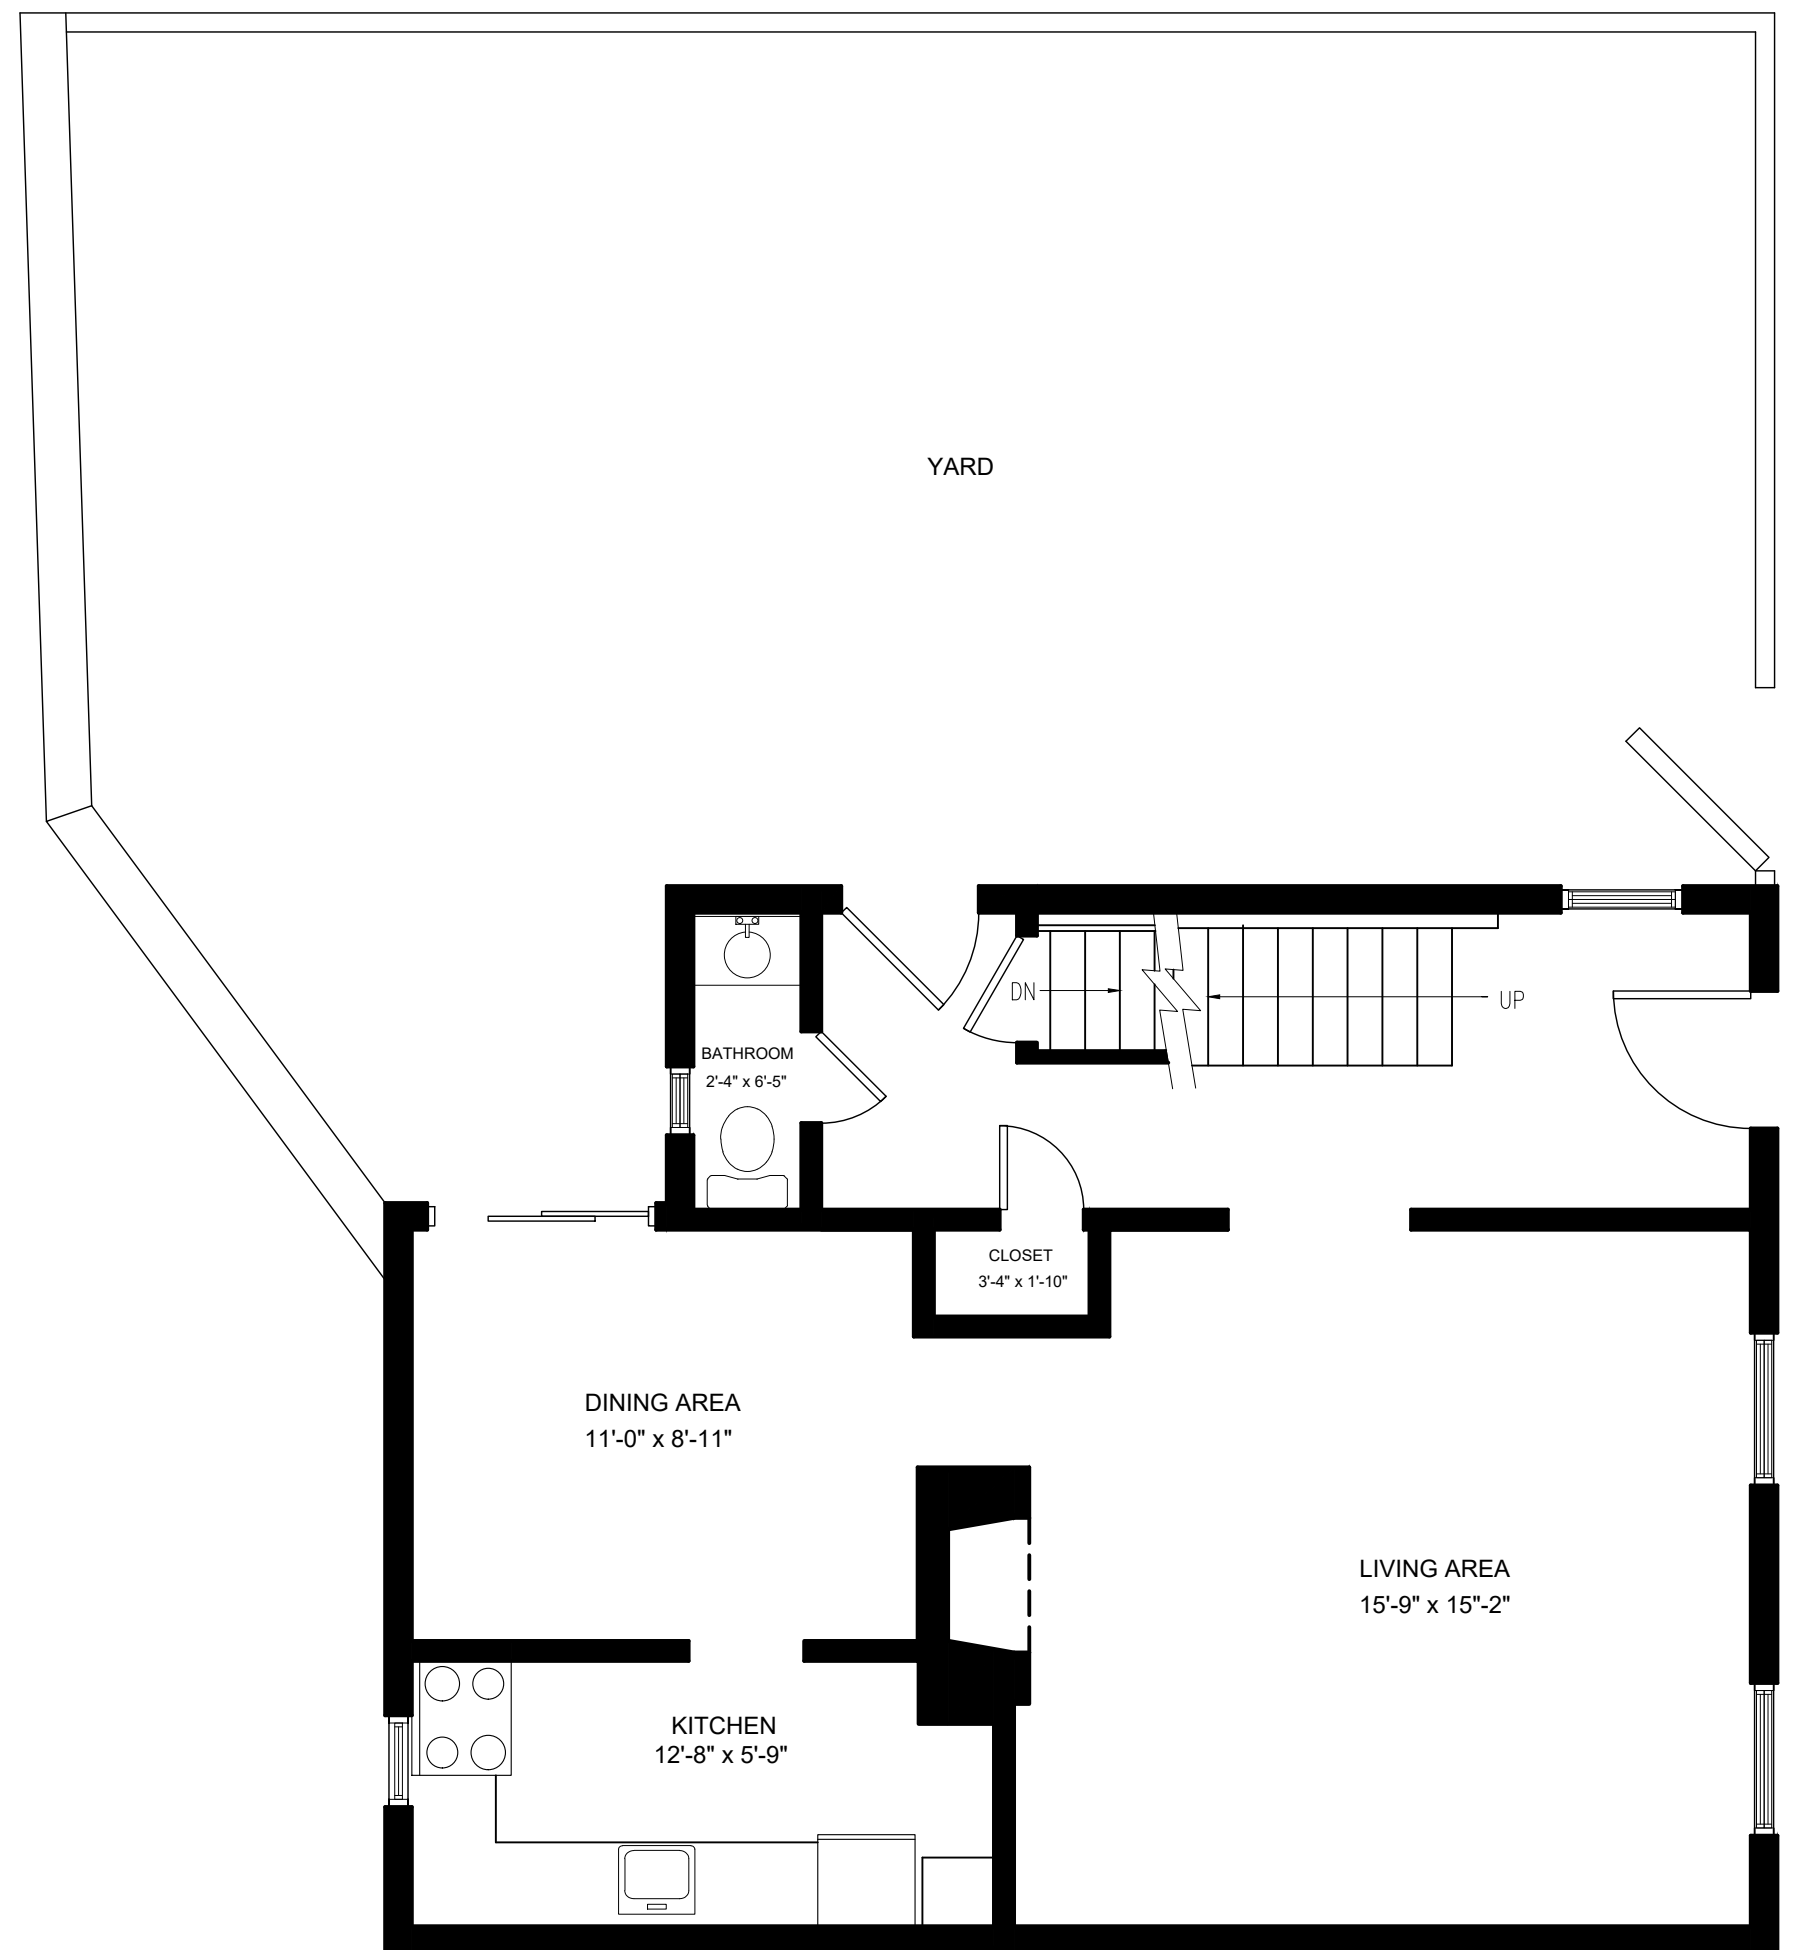 YARD
DN
UP
BATHROOM
2'-4" x 6'-5"
CLOSET
3'-4" x 1'-10"
DINING AREA
11'-0" x 8'-11"
LIVING AREA
15'-9" x 15"-2"
KITCHEN
12'-8" x 5'-9"